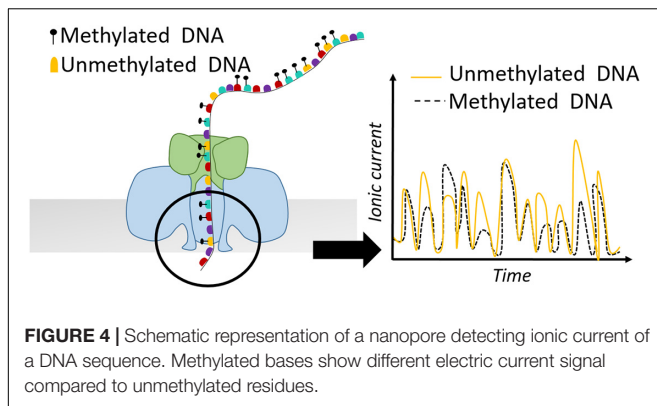 Methylated DNA
Unmethylated DNA
Unmethylated DNA
Methylated DNA
Ionic current
Time
FIGURE 4 | Schematic representation of a nanopore detecting ionic current of
a DNA sequence. Methylated bases show different electric current signal
compared to unmethylated residues.